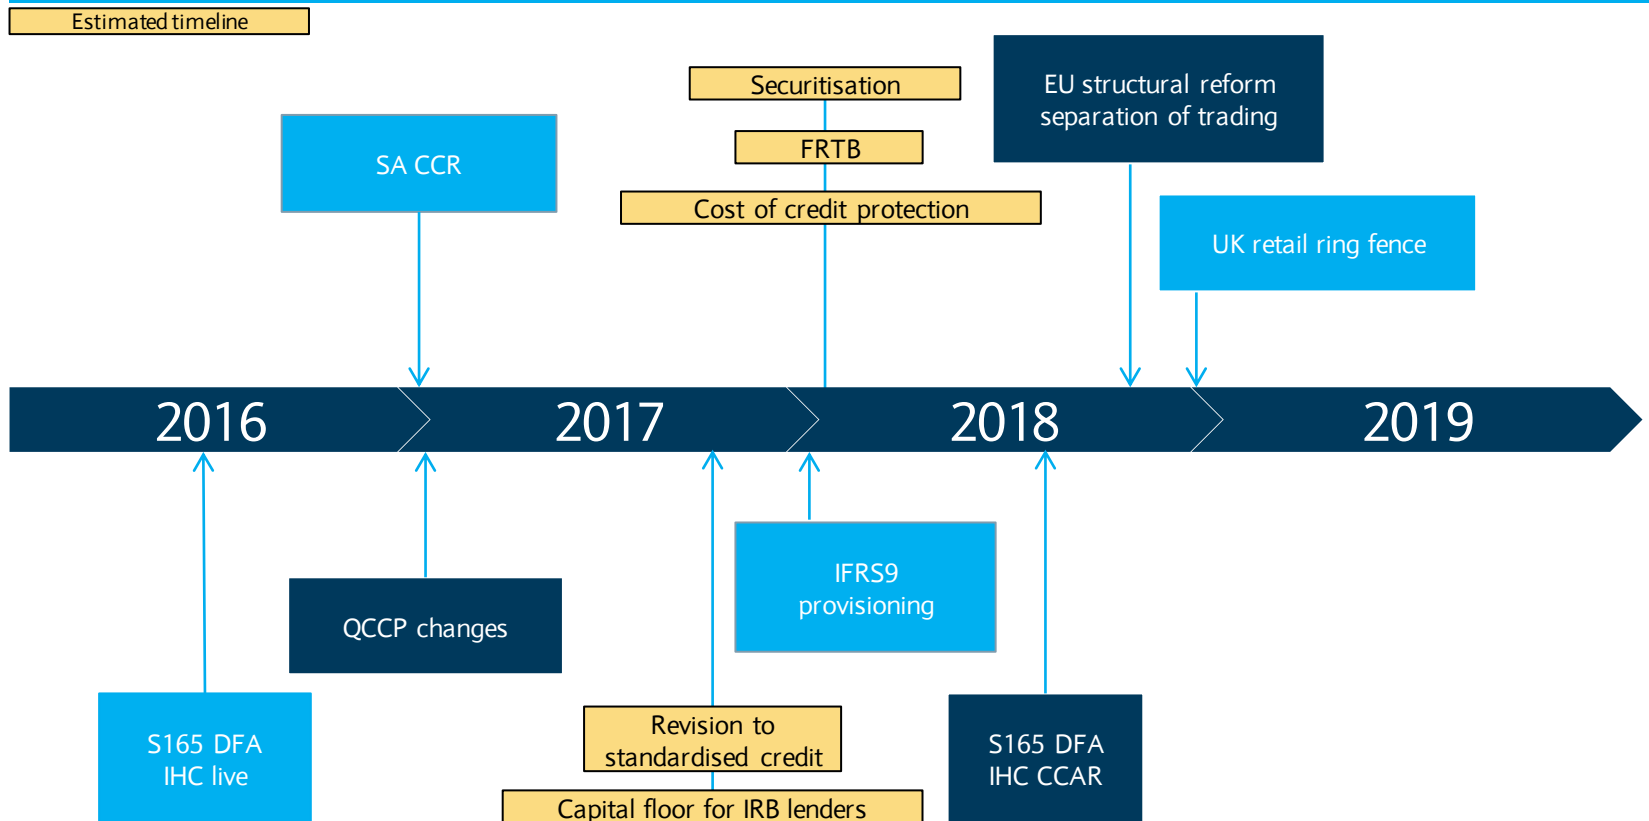 Estimated timeline
Securitisation
EU structural reform
separation of trading
SA CCR
FRTB
Cost of credit protection
UK retail ring fence
2016
2017
2018
2019
IFRS9
provisioning
QCCP changes
Revision to
standardised credit
S165 DFA
IHC live
S165 DFA
IHC CCAR
Capital floor for IRB lenders